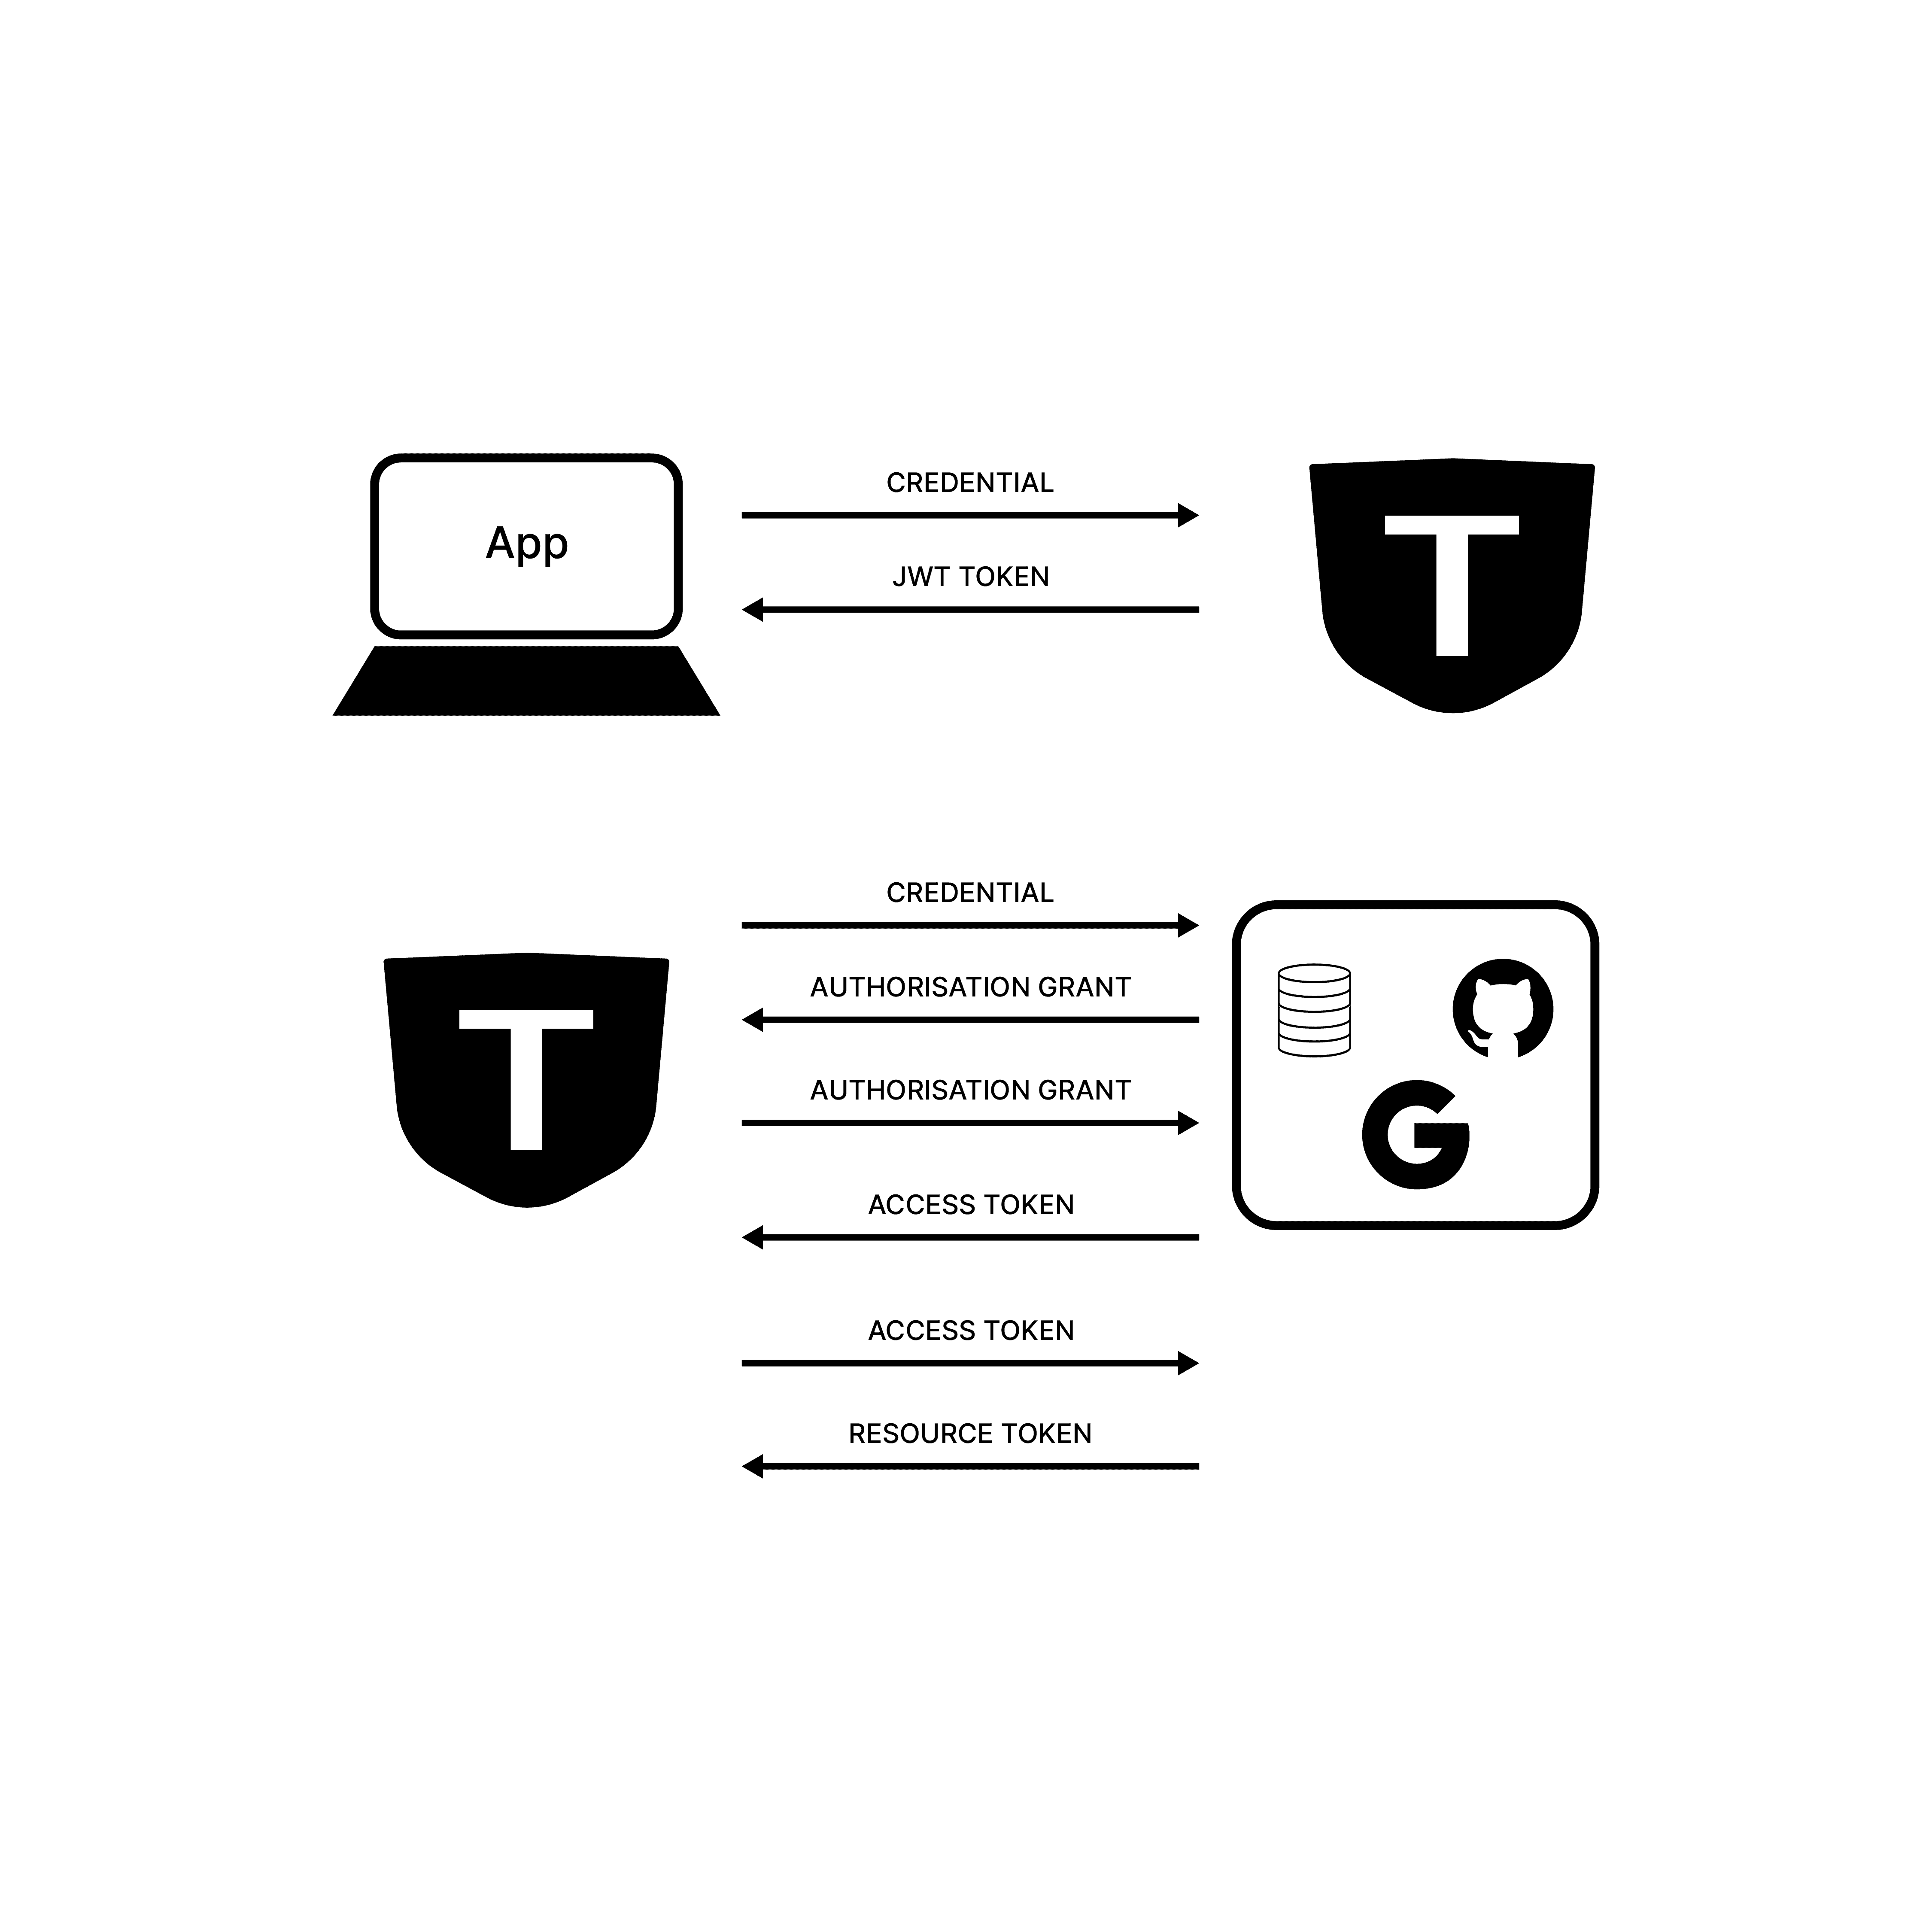 App
CREDENTIAL
JWT TOKEN
T
CREDENTIAL
AUTHORISATION GRANT
AUTHORISATION GRANT
ACCESS TOKEN
ACCESS TOKEN
RESOURCE TOKEN
T
G